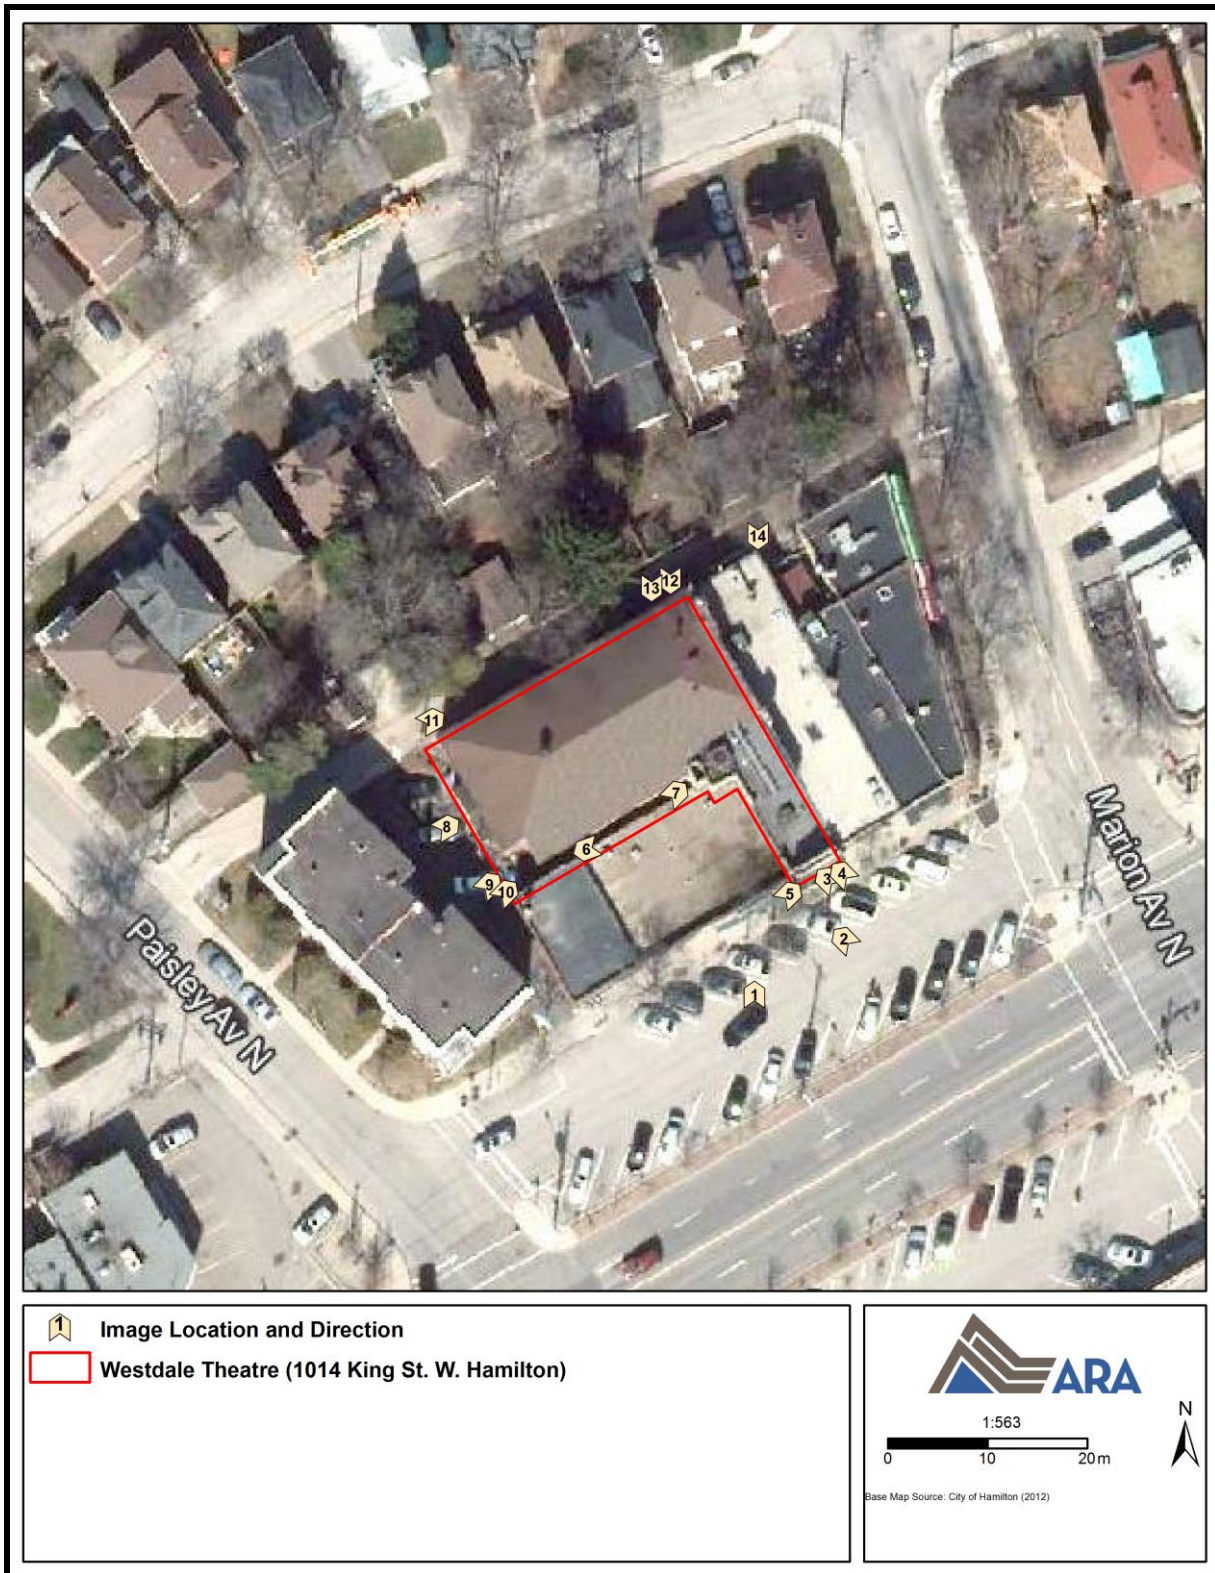 14
13
12
11
7
8
6
9
10
5
3
4
2
1
Marion Av N
Paisley Av N
1
Image Location and Direction
Westdale Theatre (1014 King St. W. Hamilton)
ARA
1:563
0
10
20 m
N
Base Map Source: City of Hamilton (2012)